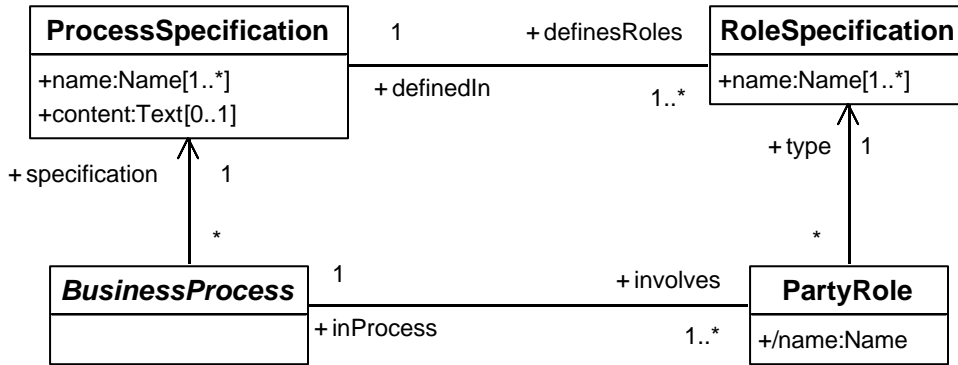 ProcessSpecification
+name:Name[1..*]
+content:Text[0..1]
1
+ definesRoles
+ definedIn
1..*
RoleSpecification
+name:Name[1..*]
+ specification
1
*
+ type
1
*
BusinessProcess
1
+ involves
+ inProcess
1..*
PartyRole
+/name:Name